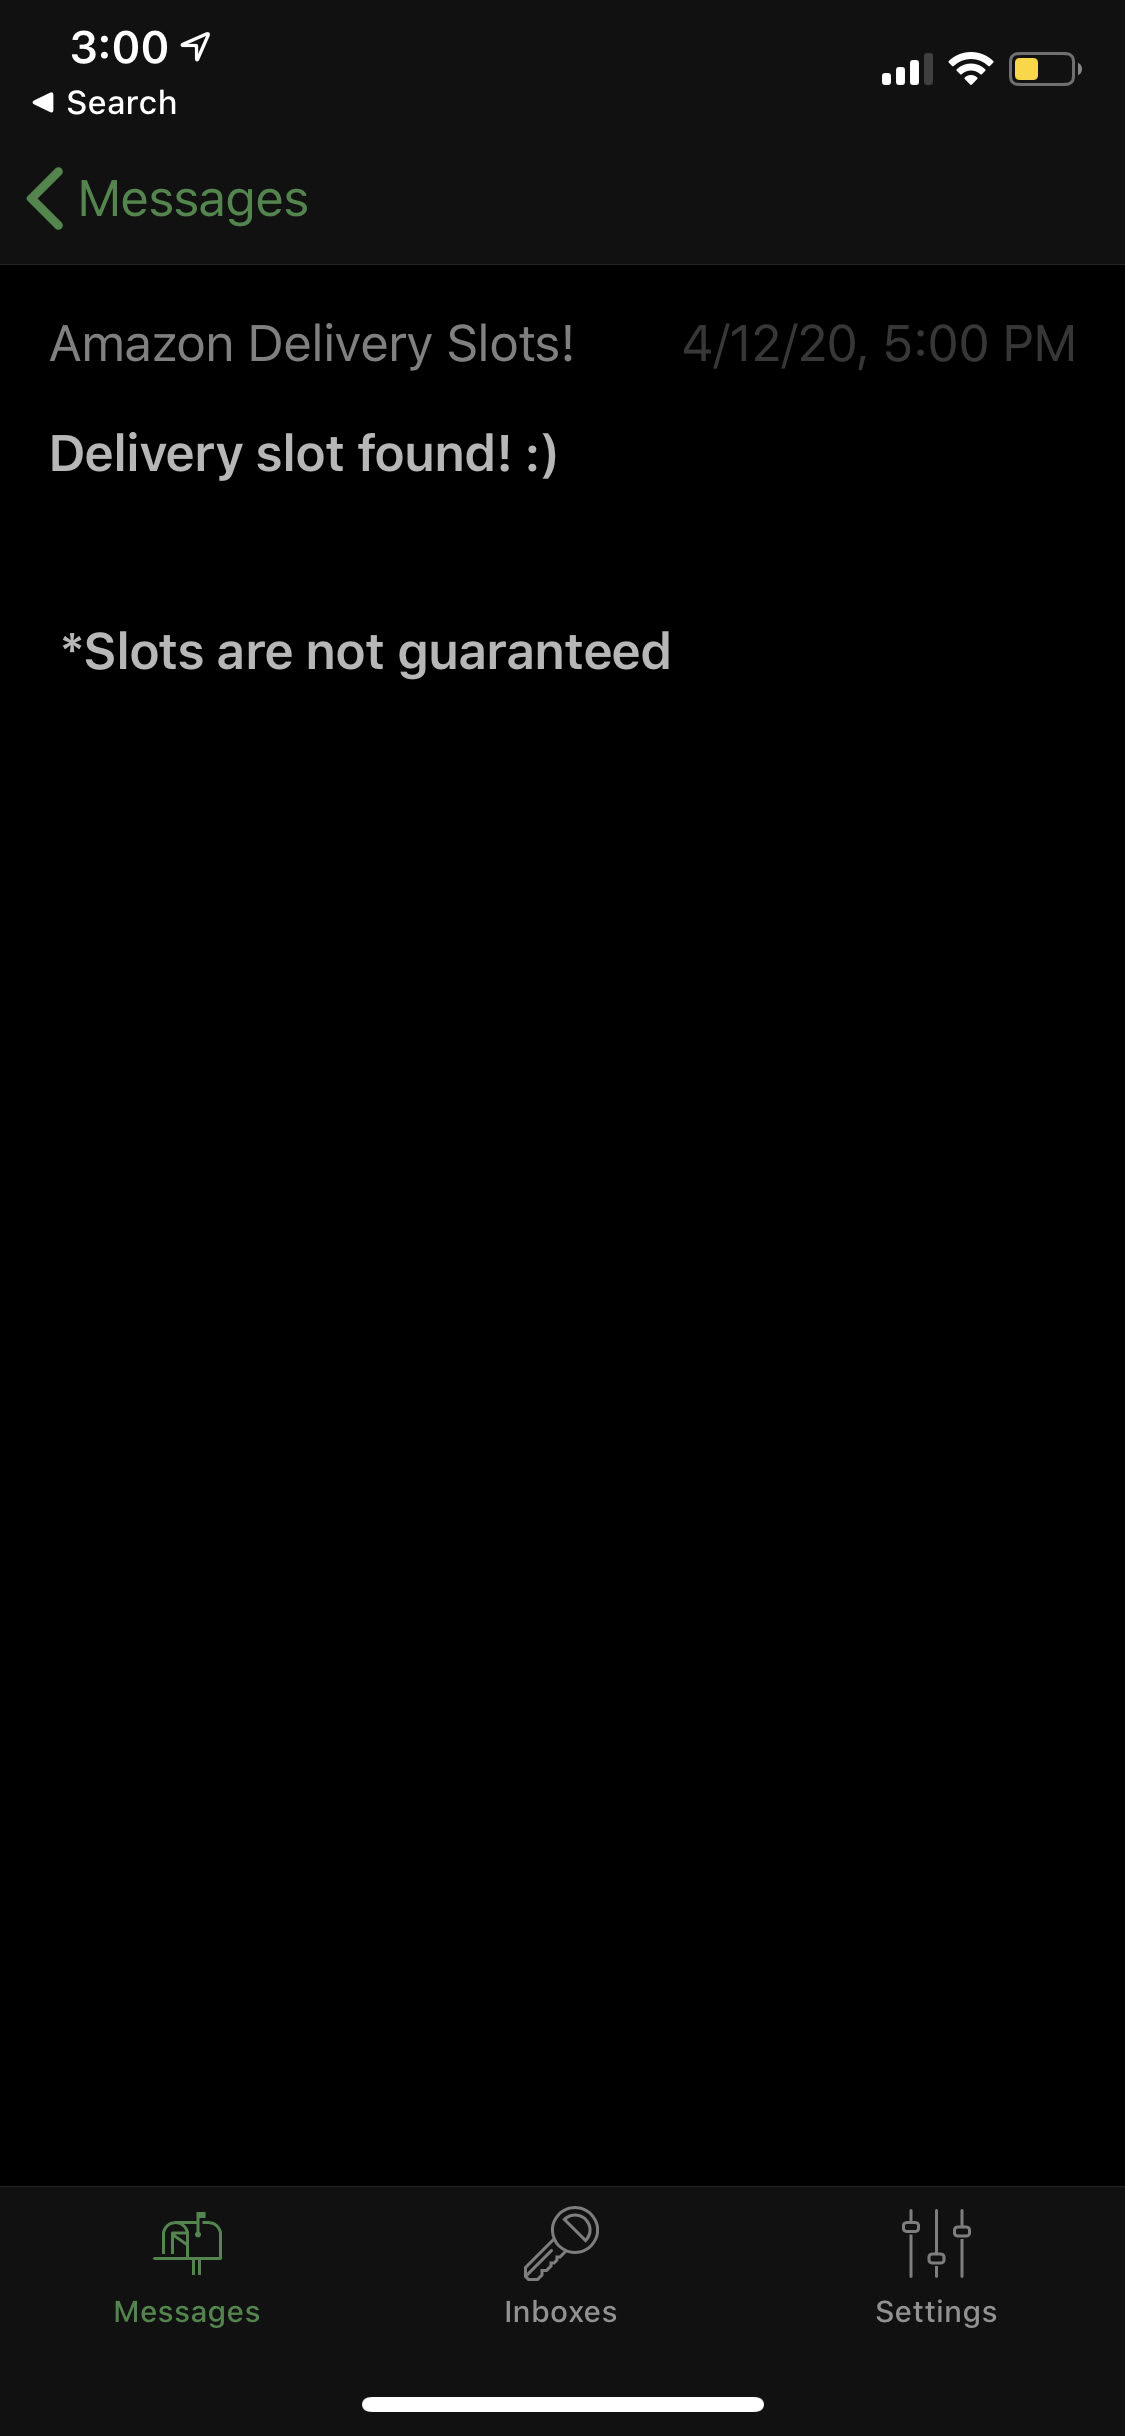 3:00
Search
Messages
Amazon Delivery Slots! 4/12/20, 5:00 PM
Delivery slot found! :)
*Slots are not guaranteed
Messages Inboxes Settings